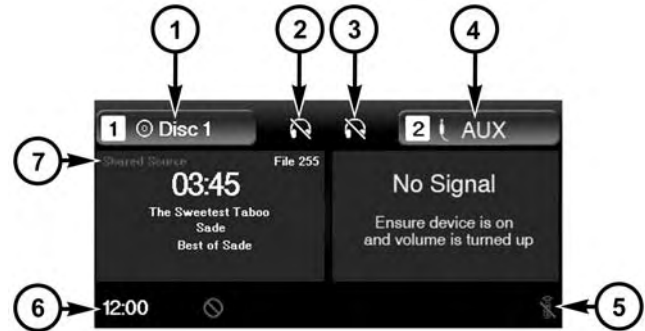 1 2 3 4
1 Disc 1 2 AUX
7 Shared Source File 255
03:45 No Signal
The Sweetest Taboo
Sade
Best of Sade
Ensure device is on
and volume is turned up
6 12:00 5